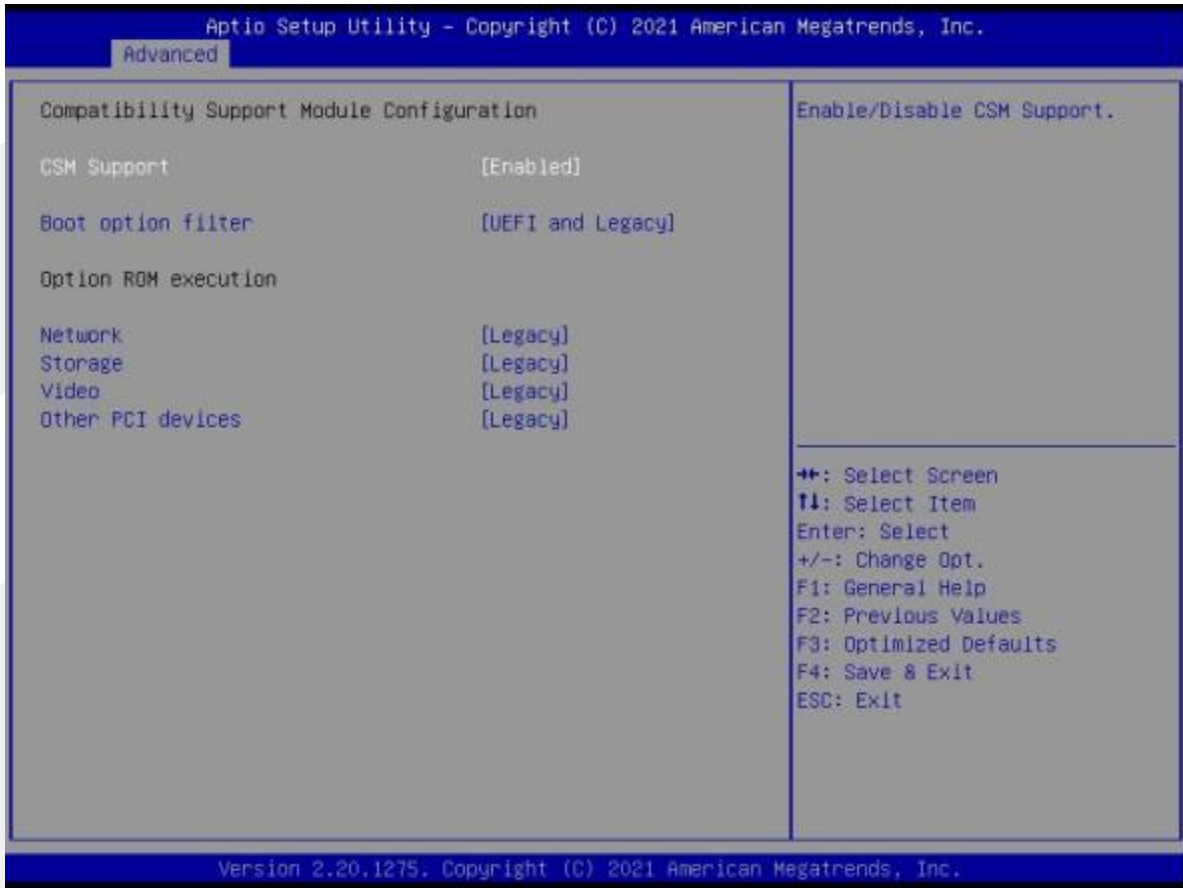 Aptio Setup Utility – Copyright (C) 2021 American Megatrends, Inc.
Advanced
Compatibility Support Module Configuration
CSM Support [Enabled]
Boot option filter [UEFI and Legacy]
Option ROM execution
Network [Legacy]
Storage [Legacy]
Video [Legacy]
Other PCI devices [Legacy]
Enable/Disable CSM Support.
→←: Select Screen
↑↓: Select Item
Enter: Select
+/-: Change Opt.
F1: General Help
F2: Previous Values
F3: Optimized Defaults
F4: Save & Exit
ESC: Exit
Version 2.20.1275. Copyright (C) 2021 American Megatrends, Inc.